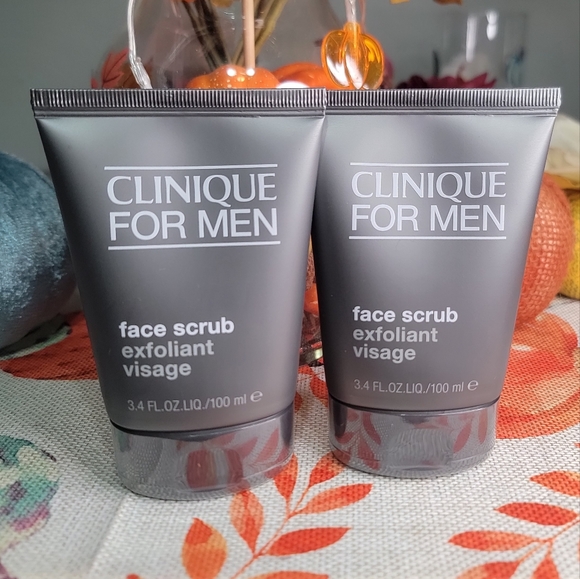 CLINIQUE
FOR MEN
face scrub
exfoliant
visage
3.4 FL.OZ.LIQ./100 ml ℮
CLINIQUE
FOR MEN
face scrub
exfoliant
visage
3.4 FL.OZ.LIQ./100 ml ℮